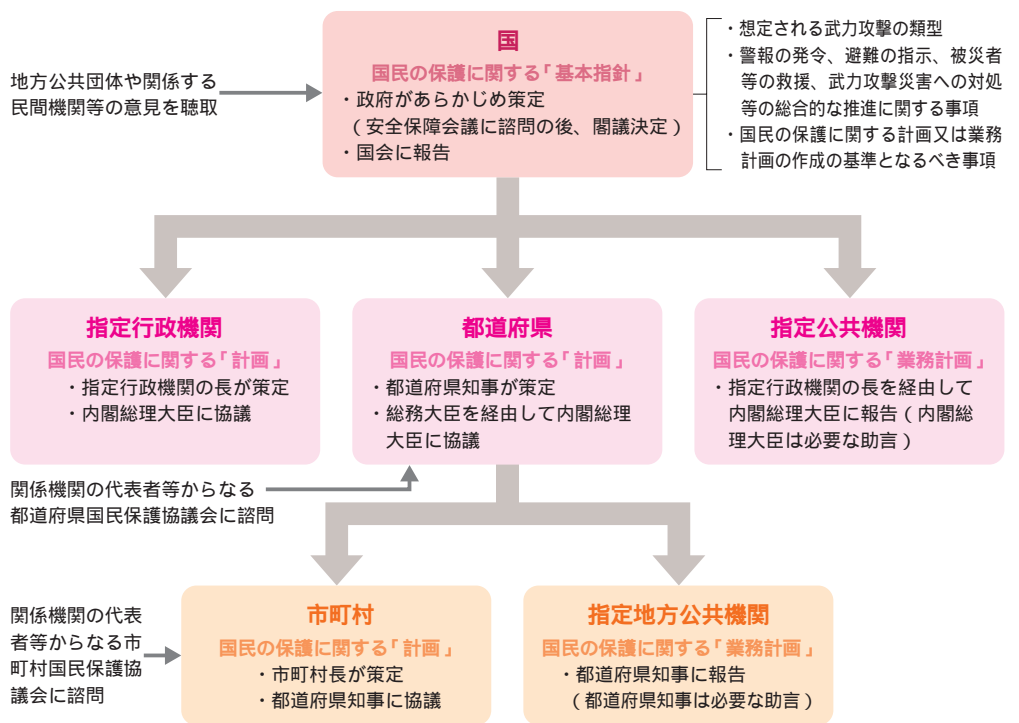 地方公共団体や関係する
民間機関等の意見を聴取
国
国民の保護に関する「基本指針」
・政府があらかじめ策定
（安全保障会議に諮問の後、閣議決定）
・国会に報告
・想定される武力攻撃の類型
・警報の発令、避難の指示、被災者
等の救援、武力攻撃災害への対処
等の総合的な推進に関する事項
・国民の保護に関する計画又は業務
計画の作成の基準となるべき事項
指定行政機関
国民の保護に関する「計画」
・指定行政機関の長が策定
・内閣総理大臣に協議
都道府県
国民の保護に関する「計画」
・都道府県知事が策定
・総務大臣を経由して内閣総理
大臣に協議
指定公共機関
国民の保護に関する「業務計画」
・指定行政機関の長を経由して
内閣総理大臣に報告（内閣総
理大臣は必要な助言）
関係機関の代表者等からなる
都道府県国民保護協議会に諮問
関係機関の代表
者等からなる市
町村国民保護協
議会に諮問
市町村
国民の保護に関する「計画」
・市町村長が策定
・都道府県知事に協議
指定地方公共機関
国民の保護に関する「業務計画」
・都道府県知事に報告
（都道府県知事は必要な助言）